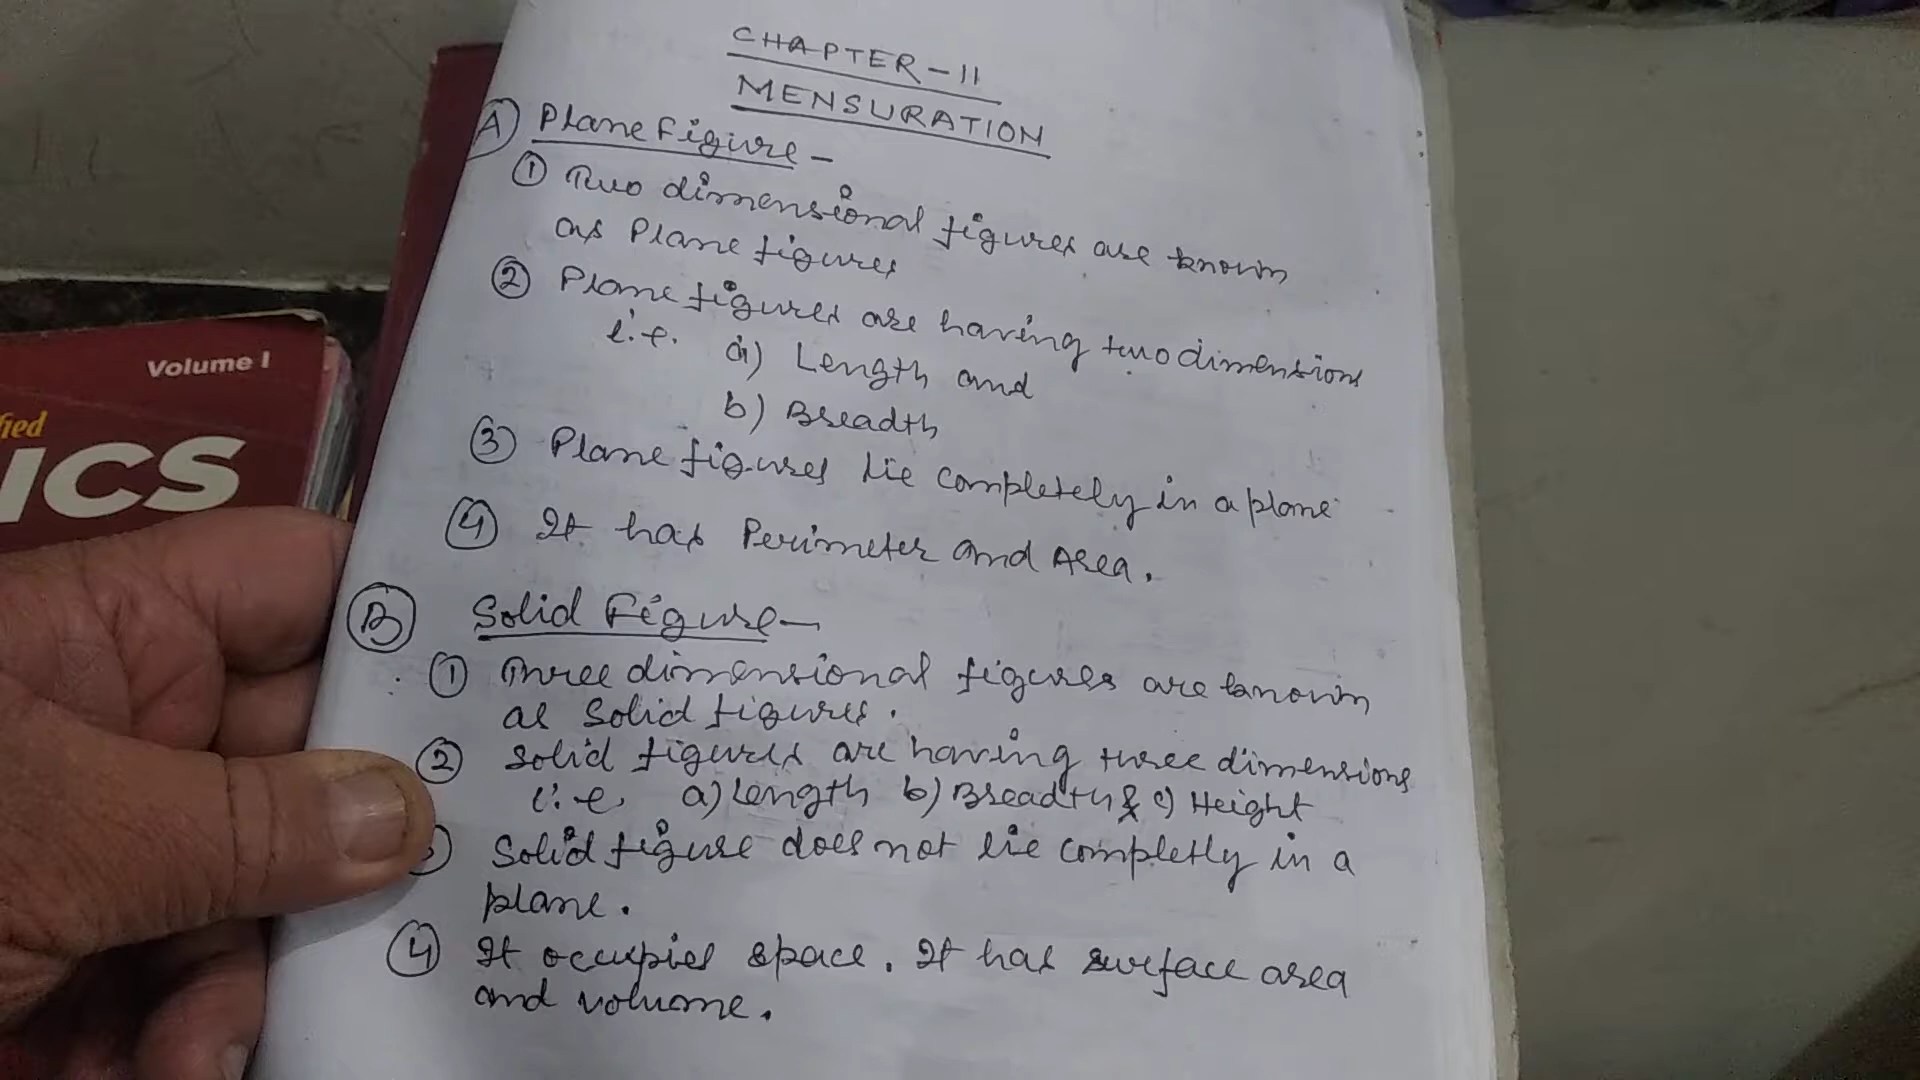 CHAPTER-11
MENSURATION
A) Plane Figure -
① Two dimensional figures are known
as Plane figures
② Plane figures are having two dimensions
i.e. a) Length and
b) Breadth
③ Plane figures lie completely in a plane
④ It has Perimeter and Area.
B Solid Figure -
① Three dimensional figures are known
as Solid figures.
② Solid figures are having three dimensions
i.e. a) Length b) Breadth & c) Height
Solid figure does not lie completly in a
plane.
④ It occupies space. It has surface area
and volume.
Volume I
fied
ICS